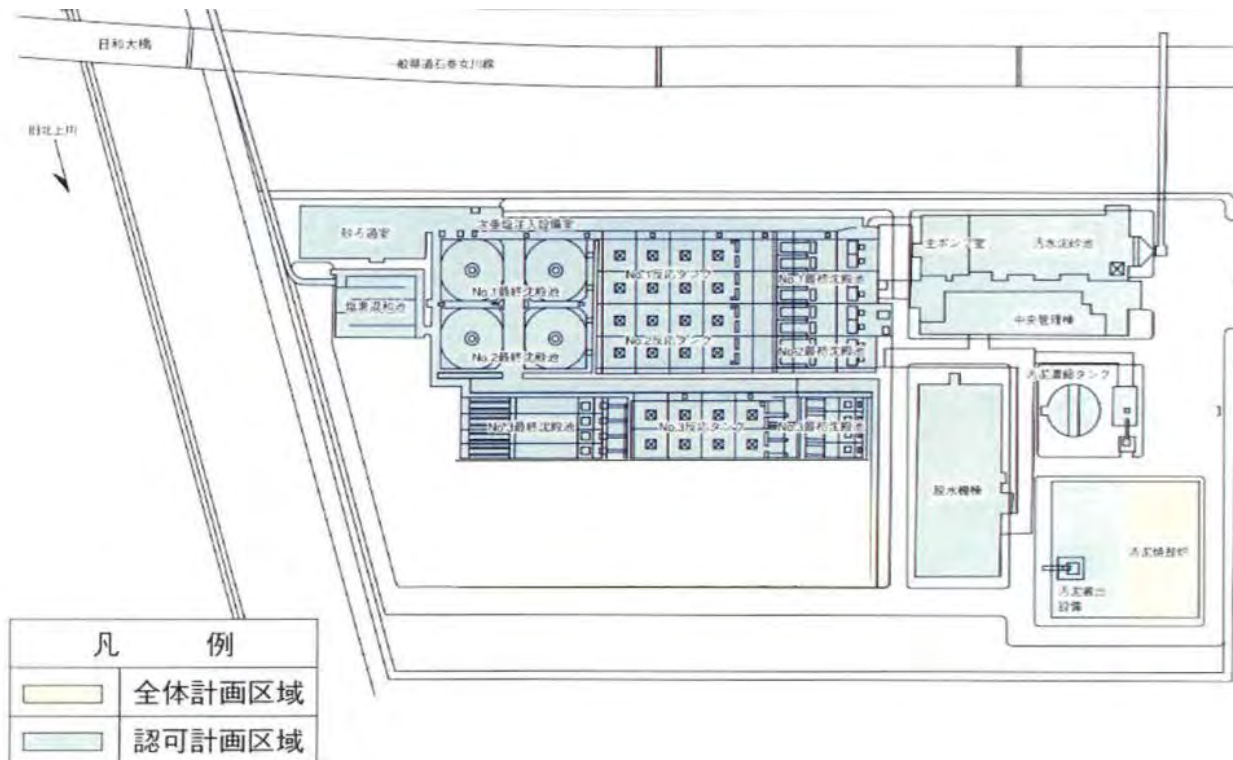 日和大橋
一般県道石巻女川線
旧北上川
砂ろ過室
次亜塩注入設備室
主ポンプ室
汚水沈砂池
No.1最終沈殿池
No.1反応タンク
No.1最初沈殿池
塩素混和池
中央管理棟
No.2最終沈殿池
No.2反応タンク
No.2最初沈殿池
汚泥濃縮タンク
No.3最終沈殿池
No.3反応タンク
No.3最初沈殿池
脱水機棟
汚泥焼却炉
汚泥搬出
設備
凡 例
全体計画区域
認可計画区域